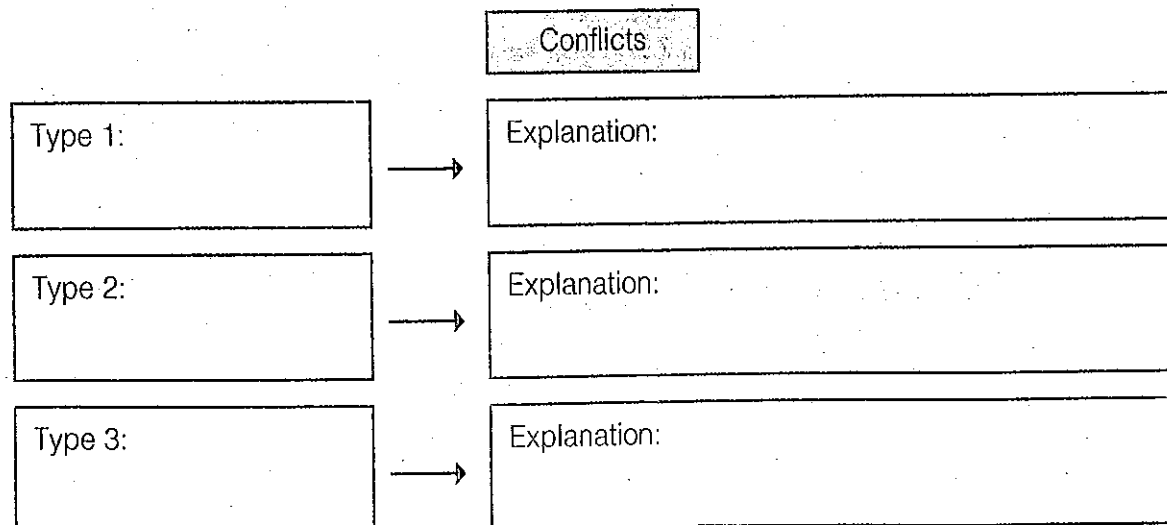 Conflicts
Type 1:
Explanation:
Type 2:
Explanation:
Type 3:
Explanation: